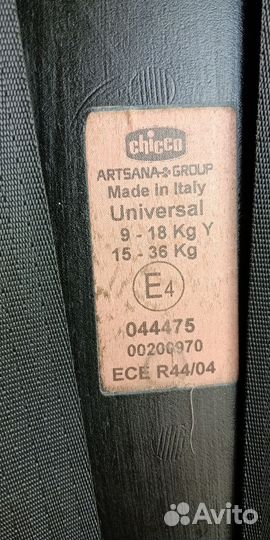 chicco
ARTSANA GROUP
Made in Italy
Universal
9 - 18 Kg Y
15 - 36 Kg
E4
044475
00206970
ECE R44/04
Avito